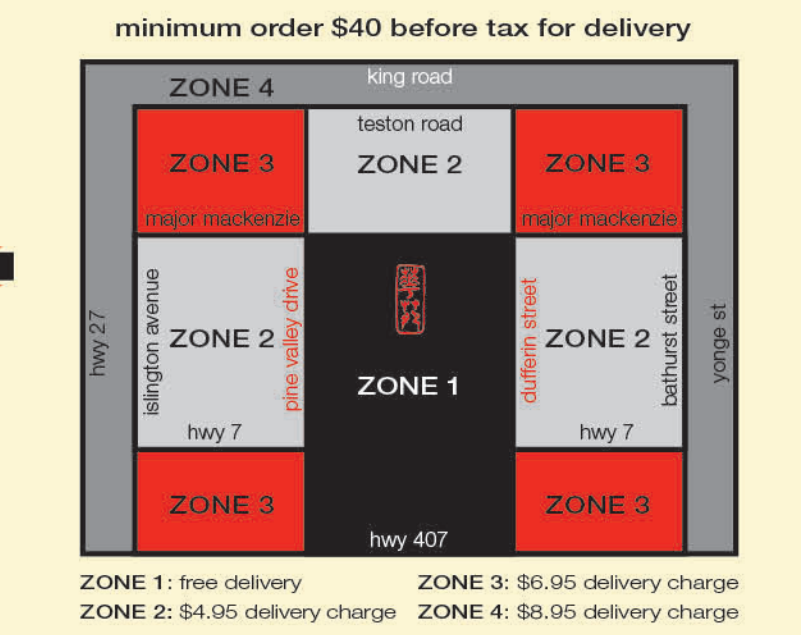 minimum order $40 before tax for delivery
king road
ZONE 4
teston road
ZONE 3
ZONE 2
ZONE 3
major mackenzie
major mackenzie
hwy 27
islington avenue
ZONE 2
pine valley drive
ZONE 1
dufferin street
ZONE 2
bathurst street
yonge st
hwy 7
hwy 7
ZONE 3
ZONE 3
hwy 407
ZONE 1: free delivery
ZONE 3: $6.95 delivery charge
ZONE 2: $4.95 delivery charge
ZONE 4: $8.95 delivery charge